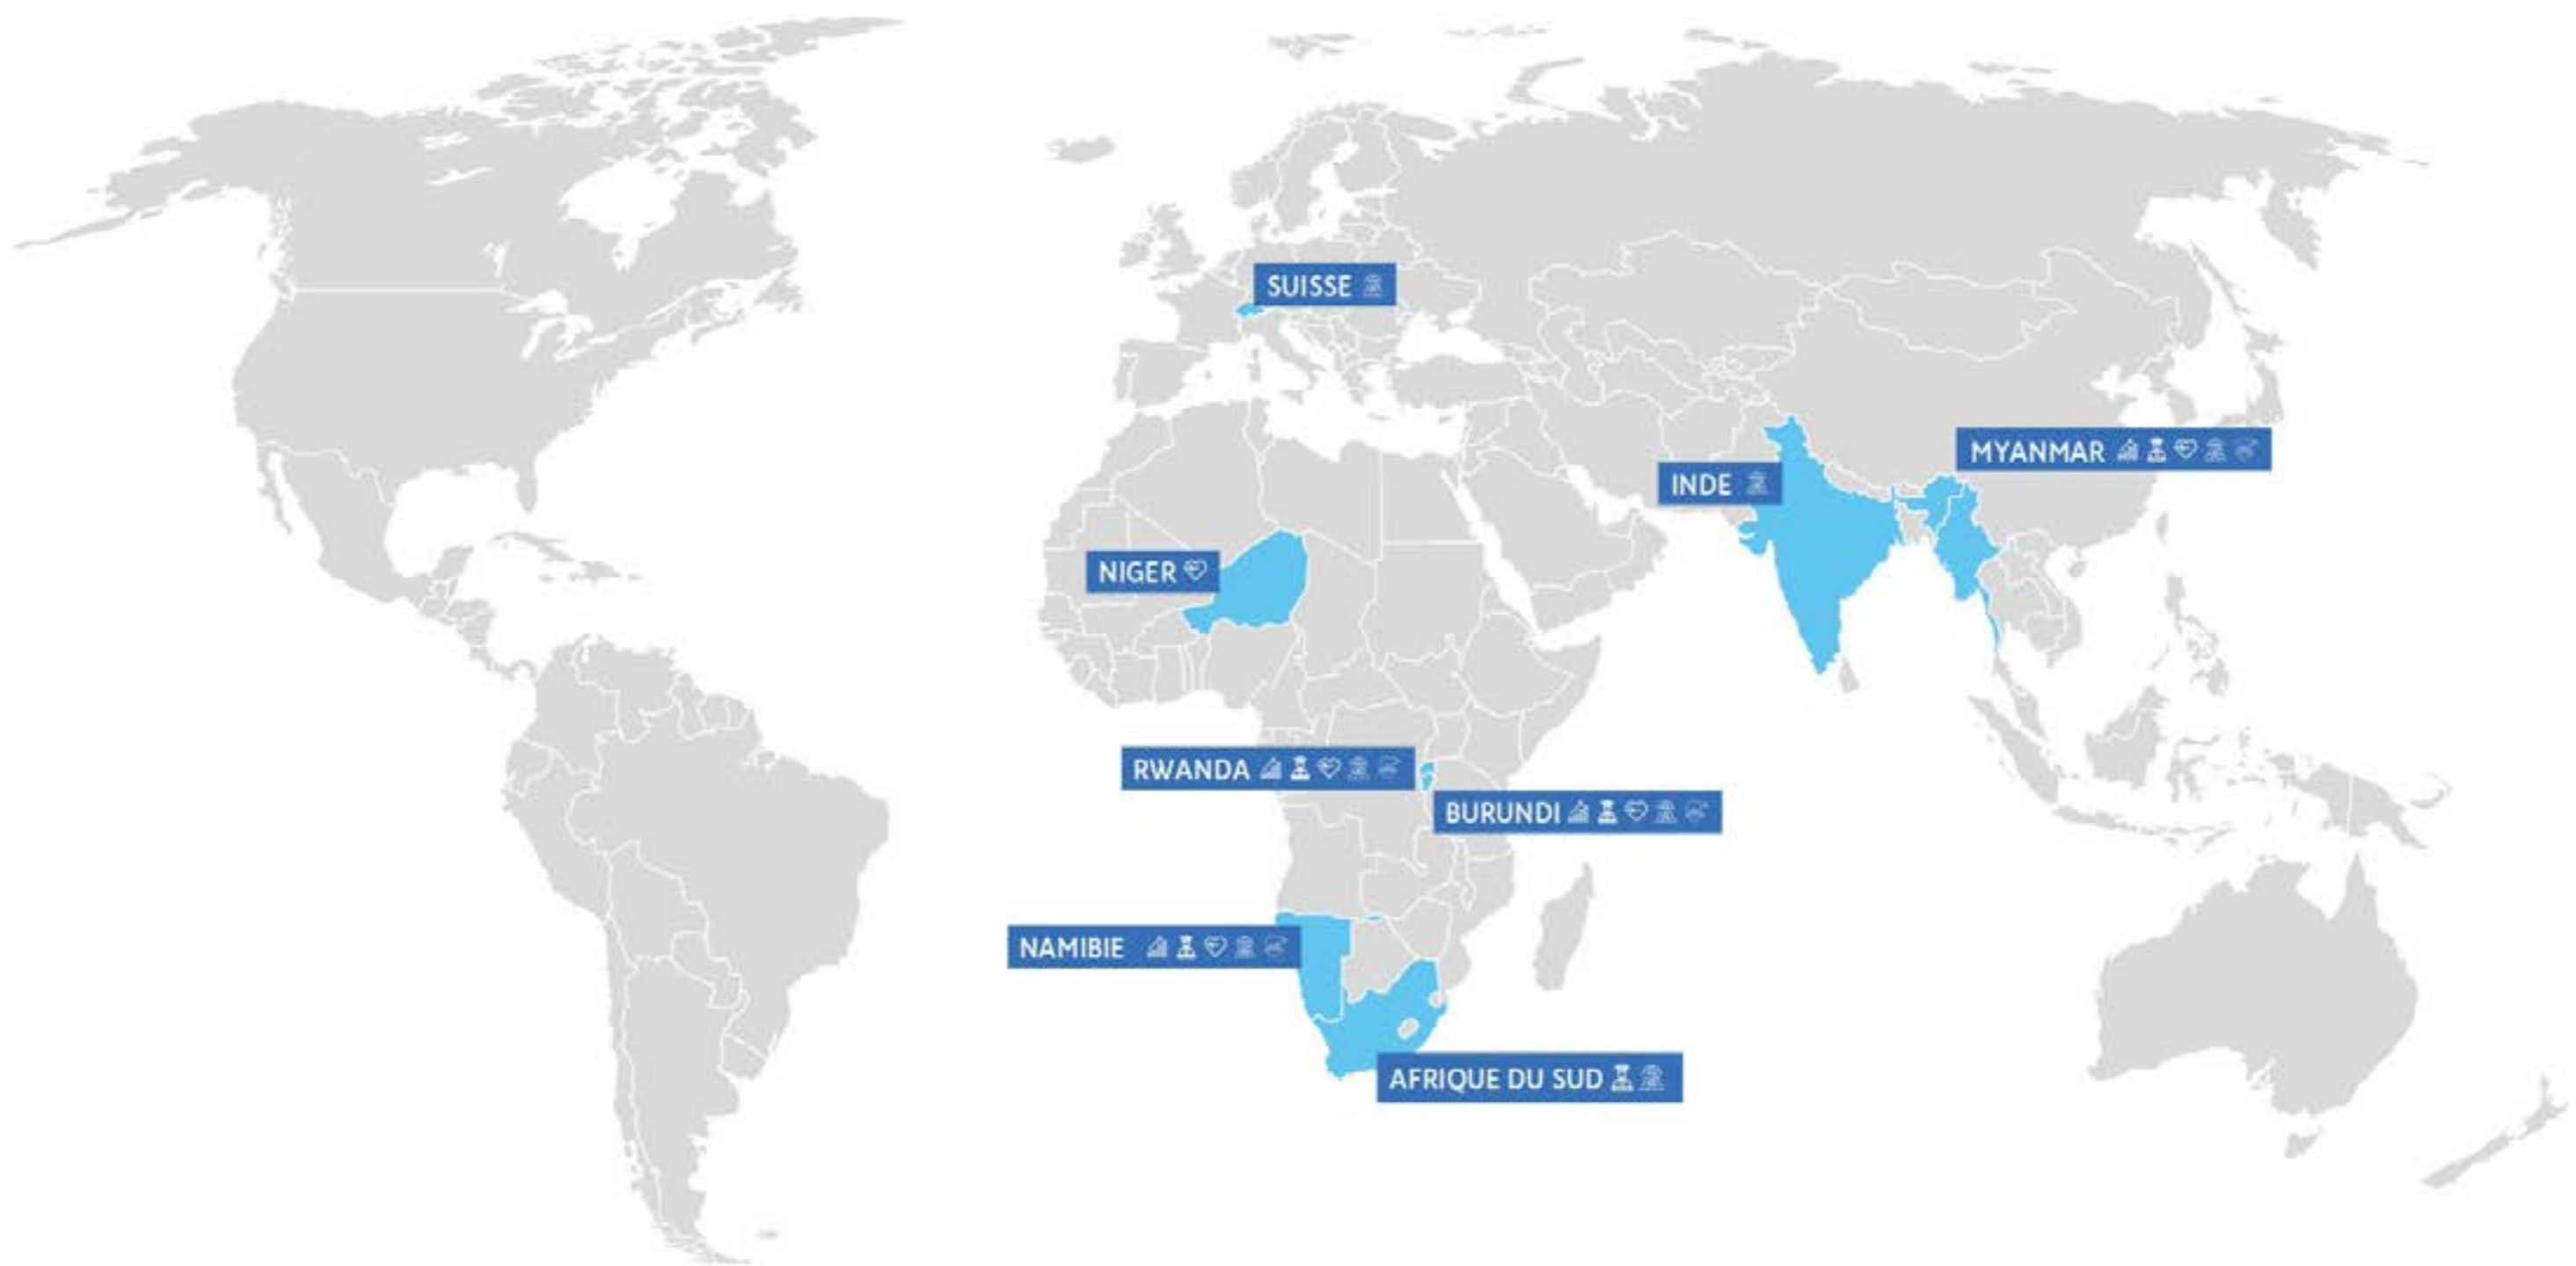 SUISSE
MYANMAR
INDE
NIGER
RWANDA
BURUNDI
NAMIBIE
AFRIQUE DU SUD